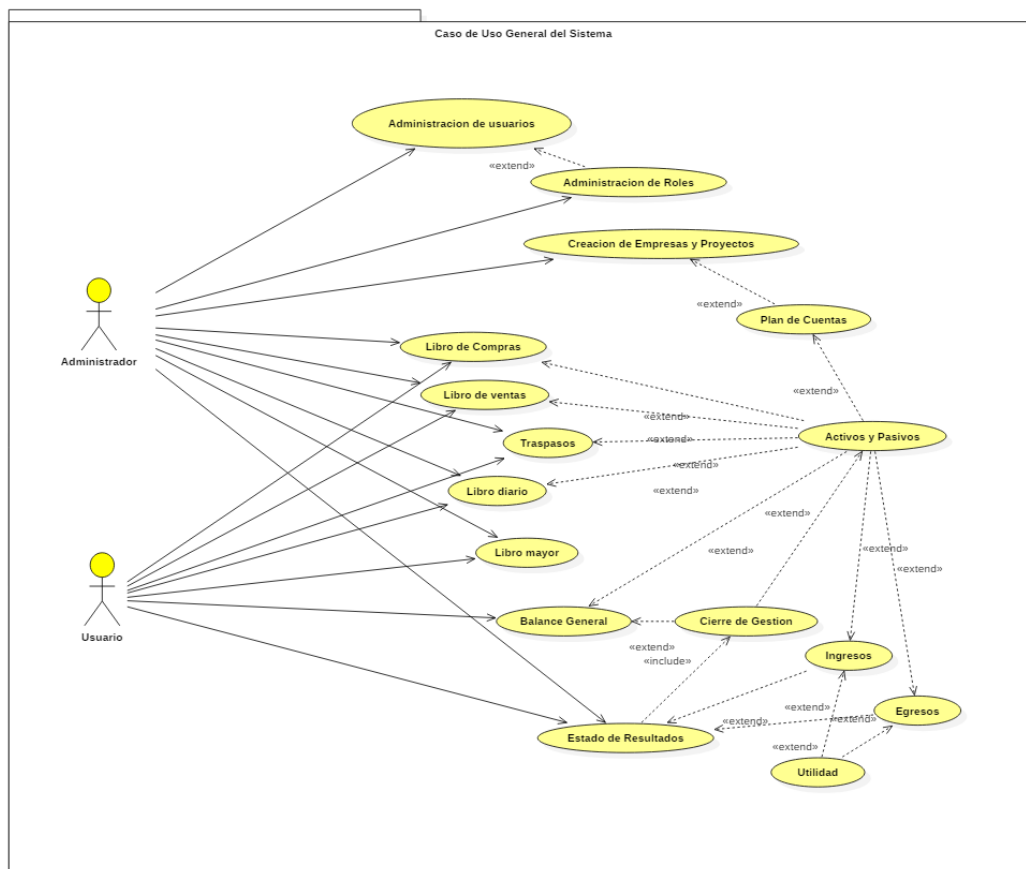 Caso de Uso General del Sistema
Administracion de usuarios
«extend»
Administracion de Roles
Creacion de Empresas y Proyectos
«extend»
Plan de Cuentas
Administrador
Libro de Compras
«extend»
Libro de ventas
«extend»
Activos y Pasivos
Traspasos
«extend»
«extend»
Libro diario
«extend»
«extend»
Libro mayor
«extend»
«extend»
«extend»
Usuario
Balance General
Cierre de Gestion
«extend»
«include»
Ingresos
«extend»
Egresos
«extend»
«extend»
Estado de Resultados
«extend»
Utilidad